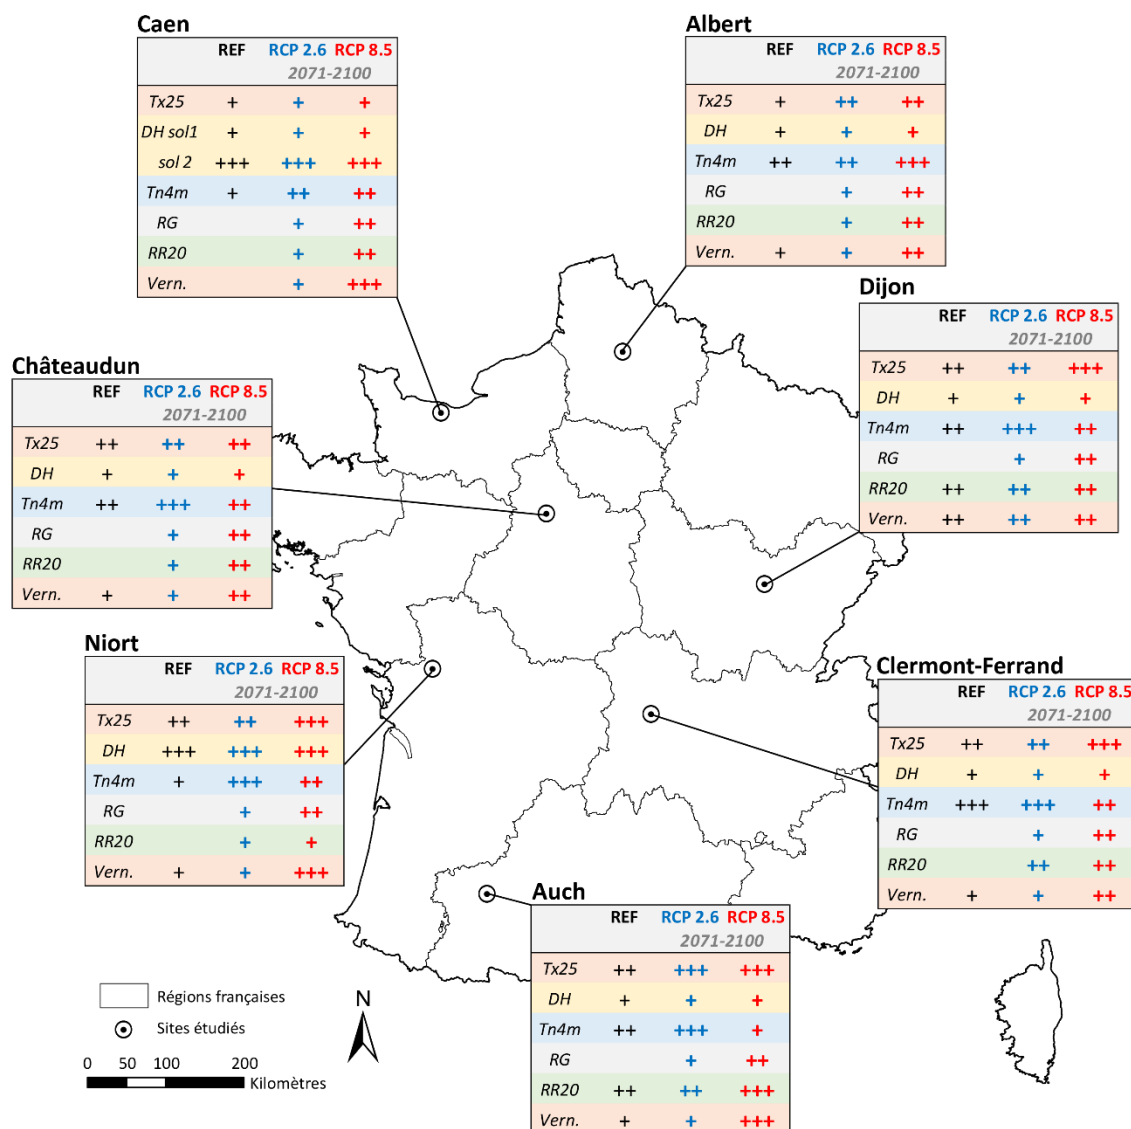 Caen
REF RCP 2.6 RCP 8.5
2071-2100
Tx25 + + +
DH sol1 + + +
sol 2 +++ +++ +++
Tn4m + ++ ++
RG + ++
RR20 + ++
Vern. + +++
Albert
REF RCP 2.6 RCP 8.5
2071-2100
Tx25 + ++ ++
DH + + +
Tn4m ++ ++ +++
RG + ++
RR20 + ++
Vern. + + ++
Dijon
REF RCP 2.6 RCP 8.5
2071-2100
Tx25 ++ ++ +++
DH + + +
Tn4m ++ +++ ++
RG + ++
RR20 ++ ++ ++
Vern. ++ ++ ++
Châteaudun
REF RCP 2.6 RCP 8.5
2071-2100
Tx25 ++ ++ ++
DH + + +
Tn4m ++ +++ ++
RG + ++
RR20 + ++
Vern. + + ++
Niort
REF RCP 2.6 RCP 8.5
2071-2100
Tx25 ++ ++ +++
DH +++ +++ +++
Tn4m + +++ ++
RG + ++
RR20 + +
Vern. + + +++
Clermont-Ferrand
REF RCP 2.6 RCP 8.5
2071-2100
Tx25 ++ ++ +++
DH + + +
Tn4m +++ +++ ++
RG + ++
RR20 ++ ++
Vern. + + ++
Auch
REF RCP 2.6 RCP 8.5
2071-2100
Tx25 ++ +++ +++
DH + + +
Tn4m ++ +++ +
RG + ++
RR20 ++ ++ +++
Vern. + + +++
Régions françaises
Sites étudiés
N
0 50 100 200
Kilomètres